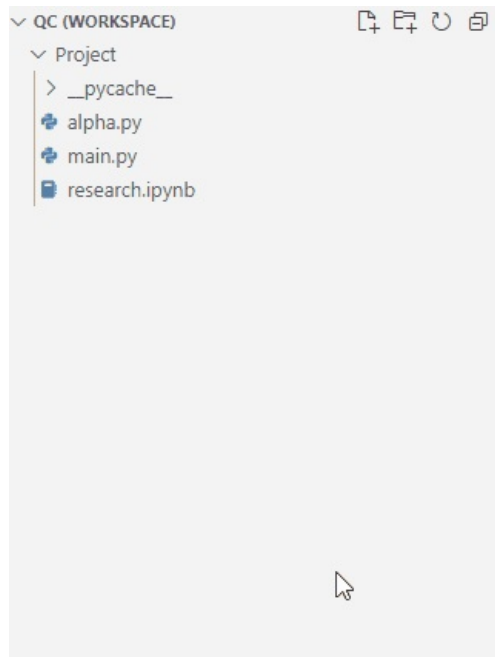 QC (WORKSPACE)
Project
__pycache__
alpha.py
main.py
research.ipynb